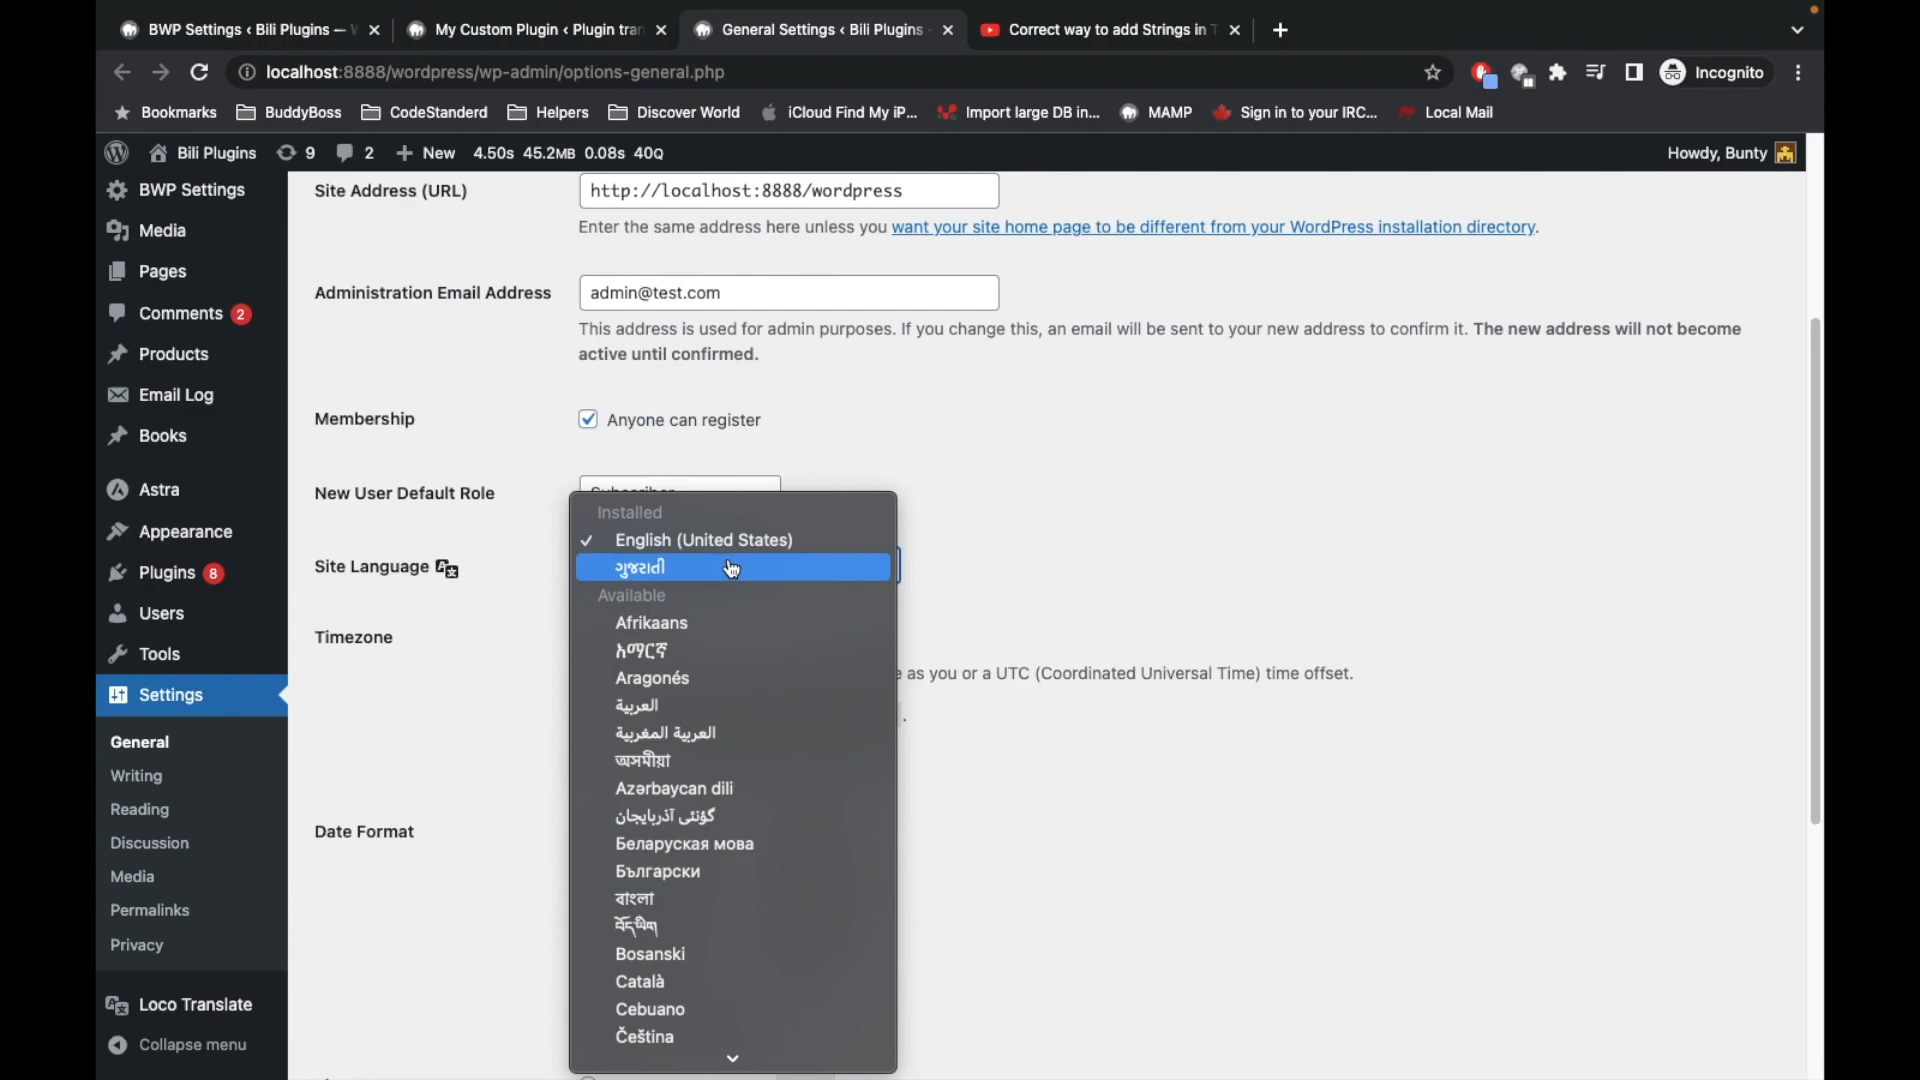 BWP Settings ‹ Bili Plugins —
My Custom Plugin ‹ Plugin tran
General Settings ‹ Bili Plugins
Correct way to add Strings in
localhost:8888/wordpress/wp-admin/options-general.php
Incognito
Bookmarks
BuddyBoss
CodeStanderd
Helpers
Discover World
iCloud Find My iP...
Import large DB in...
MAMP
Sign in to your IRC...
Local Mail
Bili Plugins
9
2
New
4.50s 45.2MB 0.08s 40Q
Howdy, Bunty
BWP Settings
Media
Pages
Comments 2
Products
Email Log
Books
Astra
Appearance
Plugins 8
Users
Tools
Settings
General
Writing
Reading
Discussion
Media
Permalinks
Privacy
Loco Translate
Collapse menu
Site Address (URL)
http://localhost:8888/wordpress
Enter the same address here unless you want your site home page to be different from your WordPress installation directory.
Administration Email Address
admin@test.com
This address is used for admin purposes. If you change this, an email will be sent to your new address to confirm it. The new address will not become
active until confirmed.
Membership
Anyone can register
New User Default Role
Site Language
Timezone
as you or a UTC (Coordinated Universal Time) time offset.
Date Format
Installed
English (United States)
ગુજરાતી
Available
Afrikaans
አማርኛ
Aragonés
العربية
العربية المغربية
অসমীয়া
Azərbaycan dili
گؤنئی آذربایجان
Беларуская мова
Български
বাংলা
བོད་ཡིག
Bosanski
Català
Cebuano
Čeština